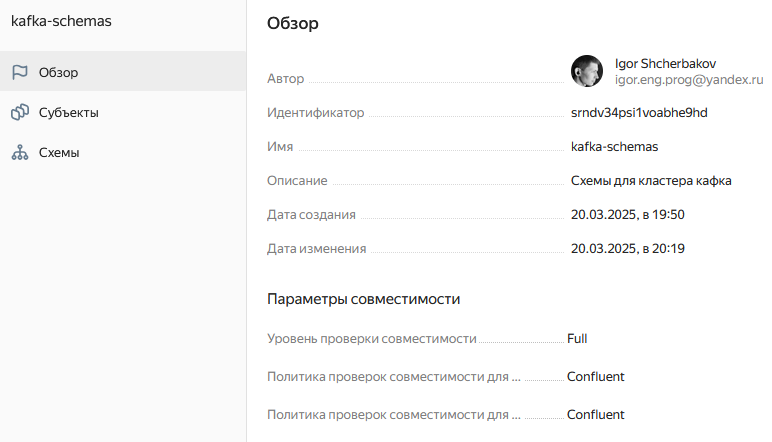 kafka-schemas
Обзор
Субъекты
Схемы
Обзор
Автор
Igor Shcherbakov
igor.eng.prog@yandex.ru
Идентификатор srndv34psi1voabhe9hd
Имя kafka-schemas
Описание Схемы для кластера кафка
Дата создания 20.03.2025, в 19:50
Дата изменения 20.03.2025, в 20:19
Параметры совместимости
Уровень проверки совместимости Full
Политика проверок совместимости для ... Confluent
Политика проверок совместимости для ... Confluent